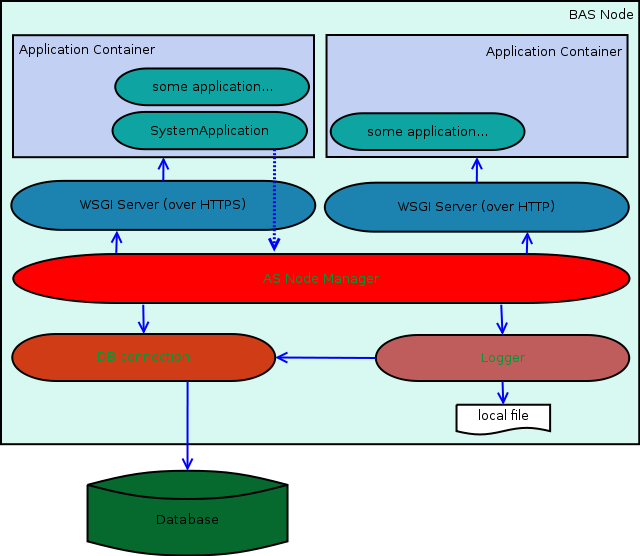 BAS Node
Application Container
Application Container
some application...
SystemApplication
some application...
WSGI Server (over HTTPS)
WSGI Server (over HTTP)
AS Node Manager
DB connection
Logger
local file
Database